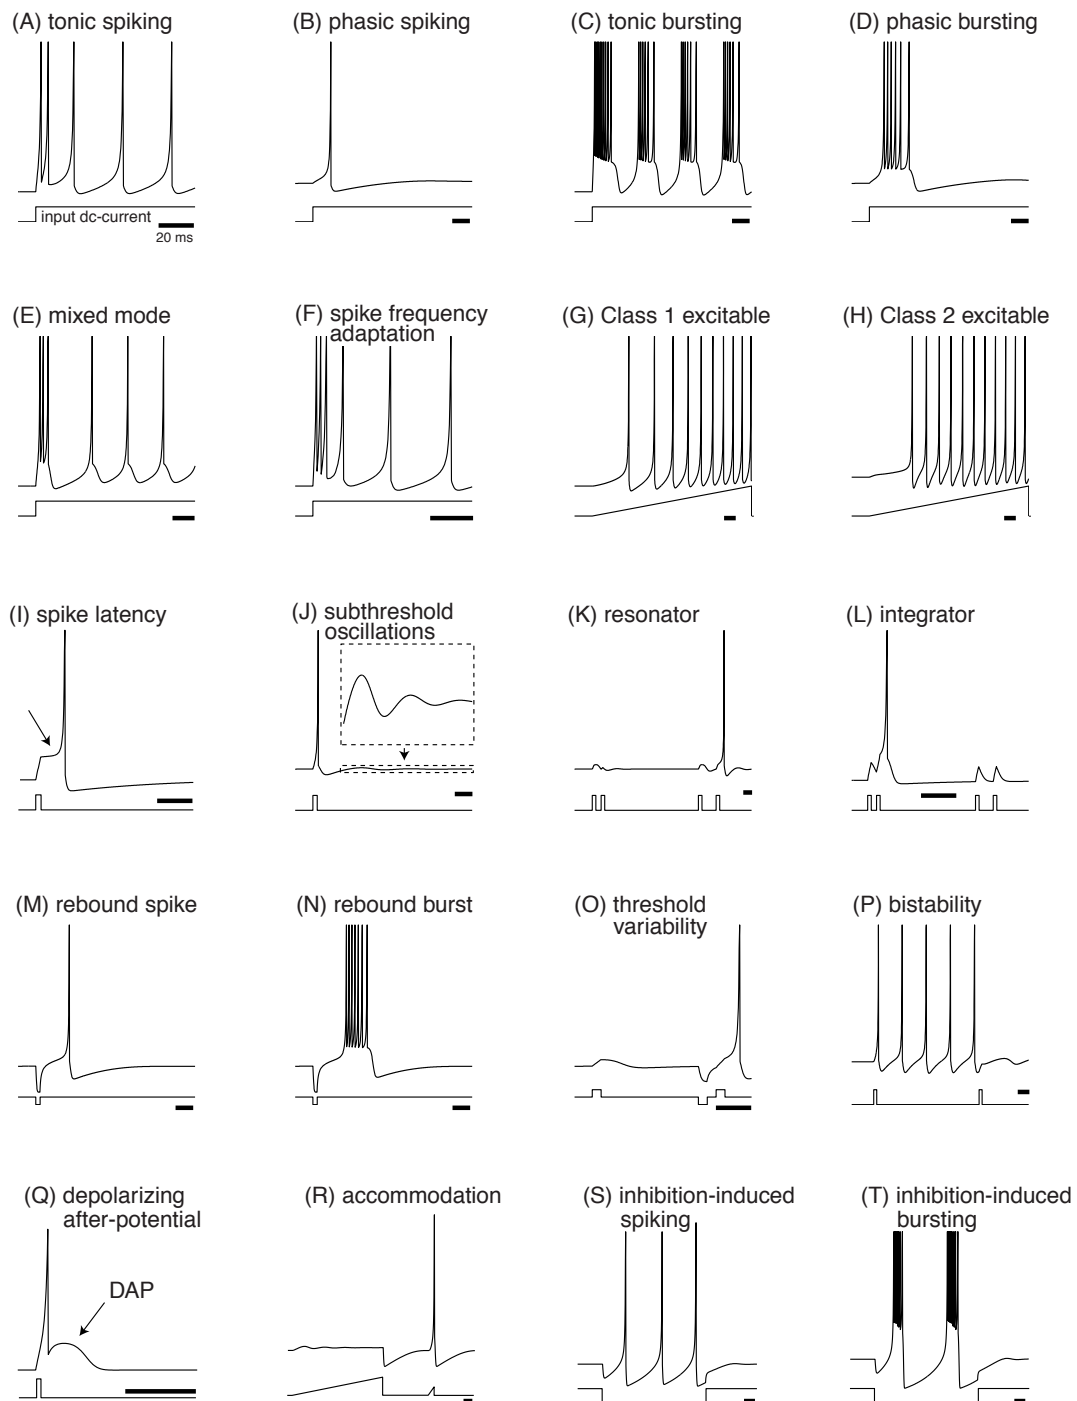 (A) tonic spiking
(B) phasic spiking
(C) tonic bursting
(D) phasic bursting
input dc-current
20 ms
(E) mixed mode
(F) spike frequency
adaptation
(G) Class 1 excitable
(H) Class 2 excitable
(I) spike latency
(J) subthreshold
oscillations
(K) resonator
(L) integrator
(M) rebound spike
(N) rebound burst
(O) threshold
variability
(P) bistability
(Q) depolarizing
after-potential
DAP
(R) accommodation
(S) inhibition-induced
spiking
(T) inhibition-induced
bursting